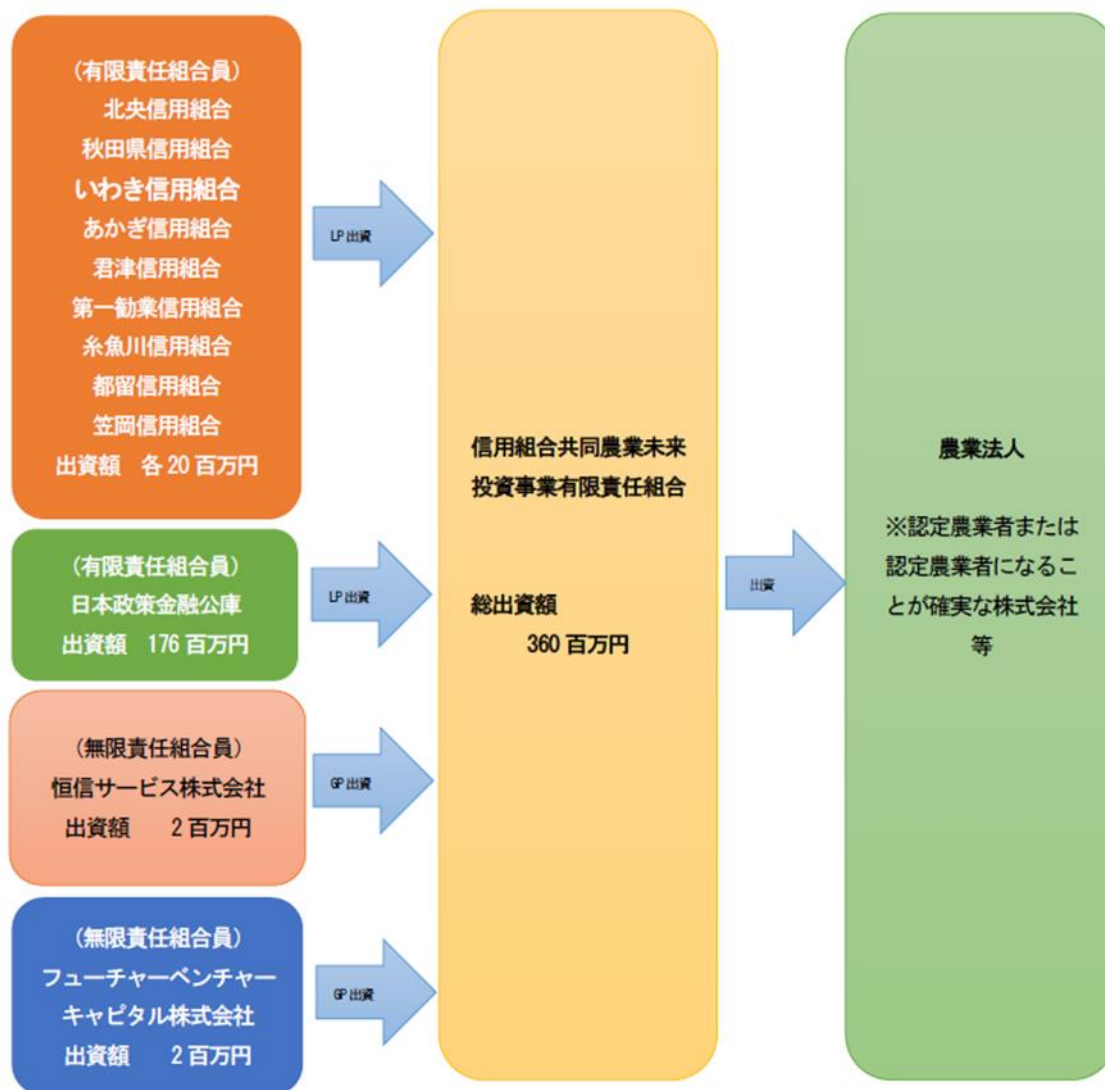 (有限責任組合員)
北央信用組合
秋田県信用組合
いわき信用組合
あかぎ信用組合
君津信用組合
第一勧業信用組合
糸魚川信用組合
都留信用組合
笠岡信用組合
出資額 各20百万円
LP出資
(有限責任組合員)
日本政策金融公庫
出資額 176百万円
LP出資
(無限責任組合員)
恒信サービス株式会社
出資額 2百万円
GP出資
(無限責任組合員)
フューチャーベンチャー
キャピタル株式会社
出資額 2百万円
GP出資
信用組合共同農業未来
投資事業有限責任組合
総出資額
360百万円
出資
農業法人
※認定農業者または
認定農業者になるこ
とが確実な株式会社
等